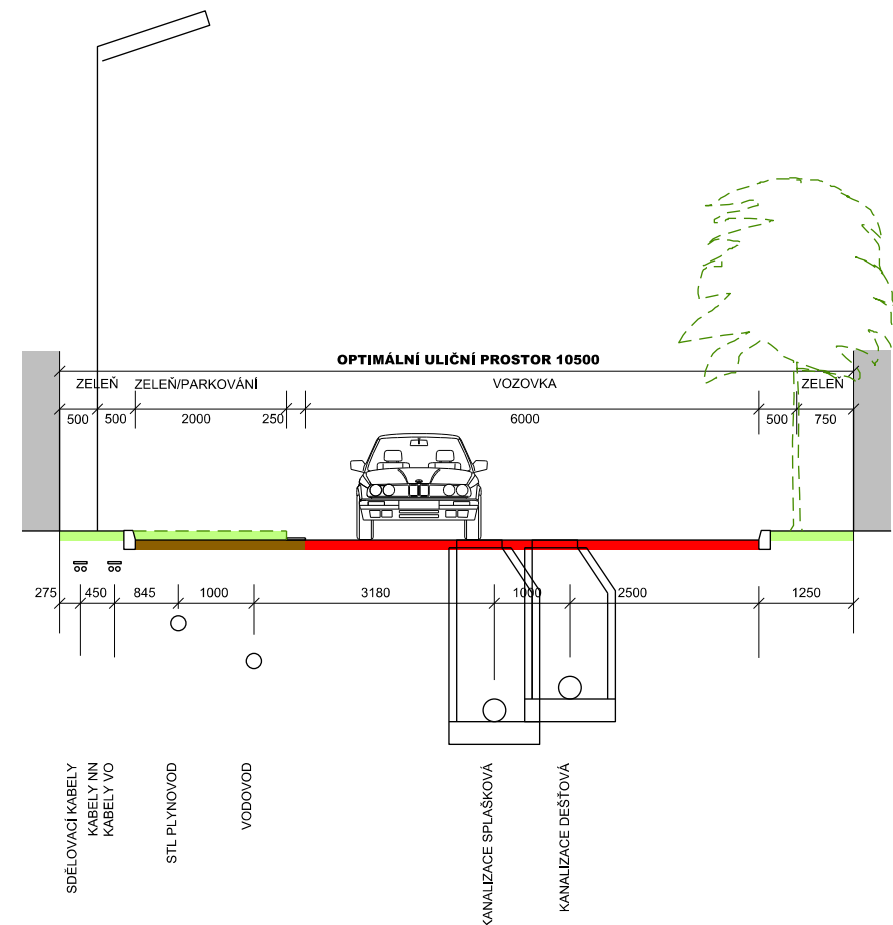 OPTIMÁLNÍ ULIČNÍ PROSTOR 10500
ZELEŇ ZELEŇ/PARKOVÁNÍ VOZOVKA ZELEŇ
500 500 2000 250 6000 500 750
275 450 845 1000 3180 1000 2500 1250
SDĚLOVACÍ KABELY
KABELY NN
KABELY VO
STL PLYNOVOD
VODOVOD
KANALIZACE SPLAŠKOVÁ
KANALIZACE DEŠŤOVÁ